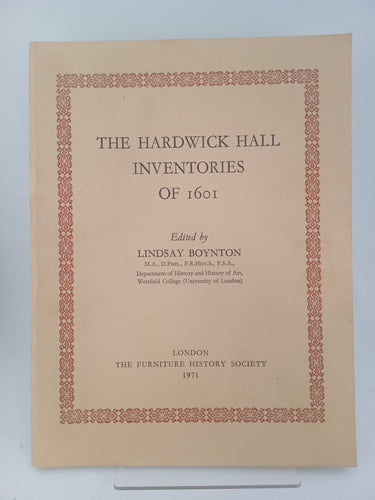 THE HARDWICK HALL
INVENTORIES
OF 1601
Edited by
LINDSAY BOYNTON
M.A., D.Phil., F.R.Hist.S., F.S.A.,
Department of History and History of Art,
Westfield College (University of London)
LONDON
THE FURNITURE HISTORY SOCIETY
1971